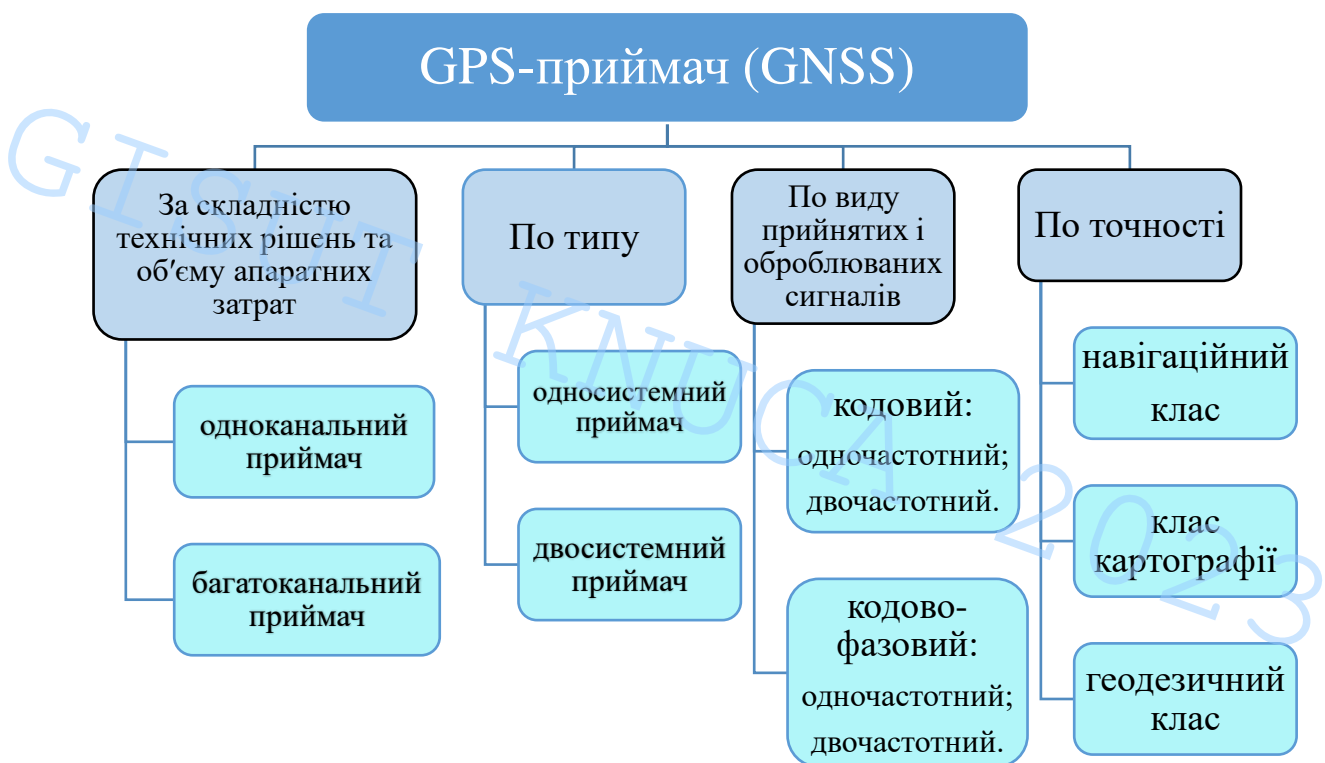 GPS-приймач (GNSS)
За складністю
технічних рішень та
об'єму апаратних
затрат
одноканальний
приймач
багатоканальний
приймач
По типу
односистемний
приймач
двосистемний
приймач
По виду
прийнятих і
оброблюваних
сигналів
кодовий:
одночастотний;
двочастотний.
кодово-
фазовий:
одночастотний;
двочастотний.
По точності
навігаційний
клас
клас
картографії
геодезичний
клас
GISUT KNUCA 2023